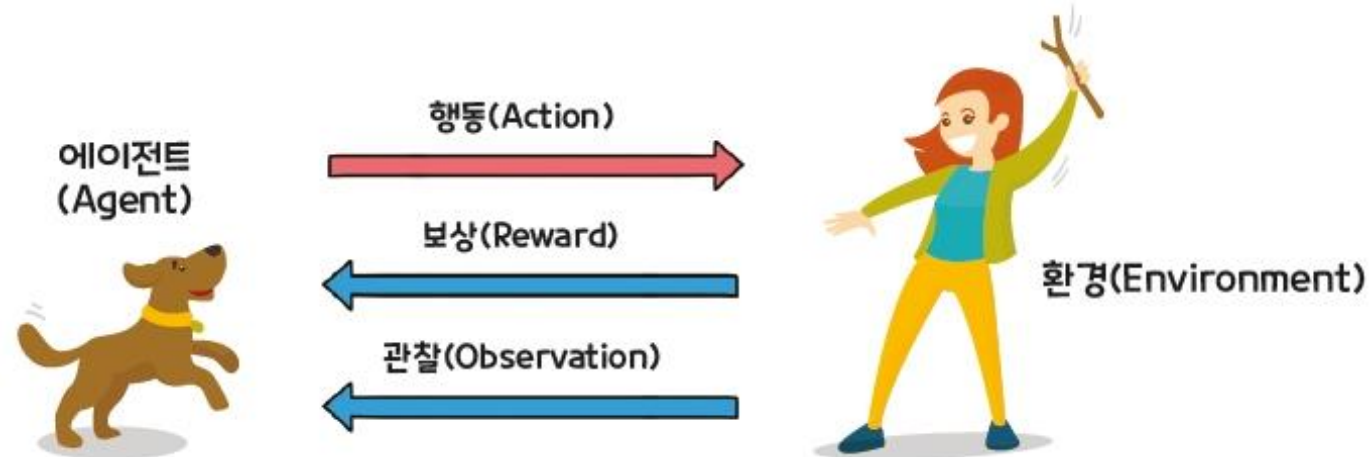 에이전트
(Agent)
행동(Action)
보상(Reward)
관찰(Observation)
환경(Environment)